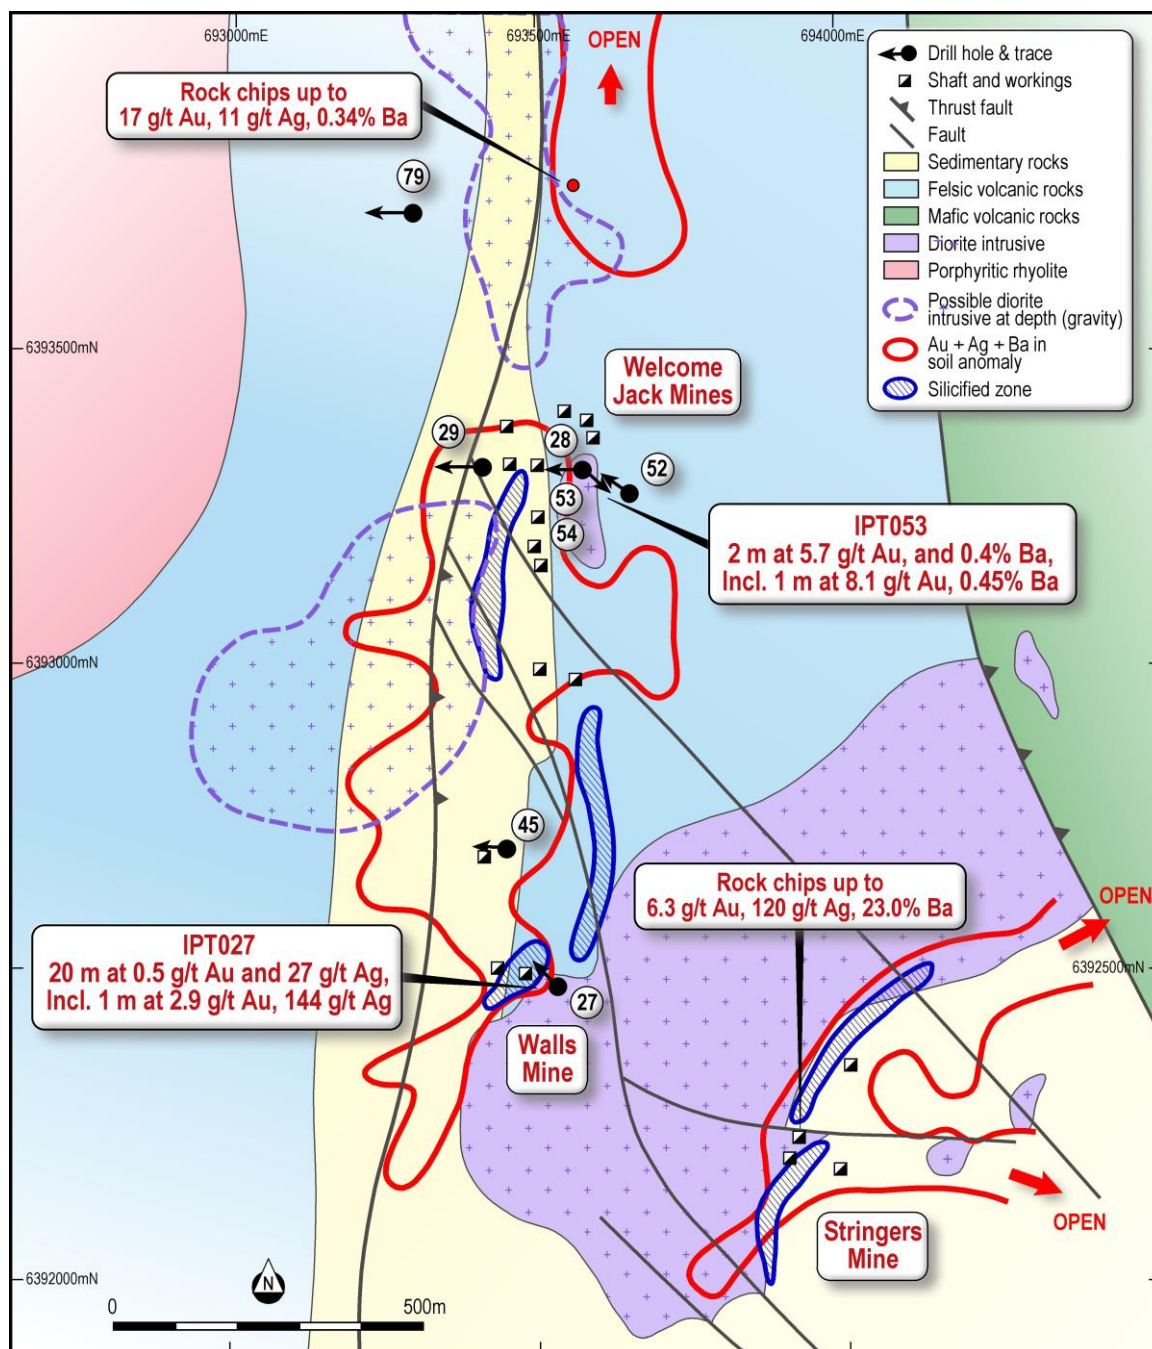 693000mE
693500mE
694000mE
OPEN
Rock chips up to
17 g/t Au, 11 g/t Ag, 0.34% Ba
79
Drill hole & trace
Shaft and workings
Thrust fault
Fault
Sedimentary rocks
Felsic volcanic rocks
Mafic volcanic rocks
Diorite intrusive
Porphyritic rhyolite
Possible diorite
intrusive at depth (gravity)
Au + Ag + Ba in
soil anomaly
Silicified zone
6393500mN
Welcome
Jack Mines
29
28
52
53
54
IPT053
2 m at 5.7 g/t Au, and 0.4% Ba,
Incl. 1 m at 8.1 g/t Au, 0.45% Ba
6393000mN
45
Rock chips up to
6.3 g/t Au, 120 g/t Ag, 23.0% Ba
OPEN
IPT027
20 m at 0.5 g/t Au and 27 g/t Ag,
Incl. 1 m at 2.9 g/t Au, 144 g/t Ag
6392500mN
27
Walls
Mine
OPEN
Stringers
Mine
6392000mN
N
0
500m